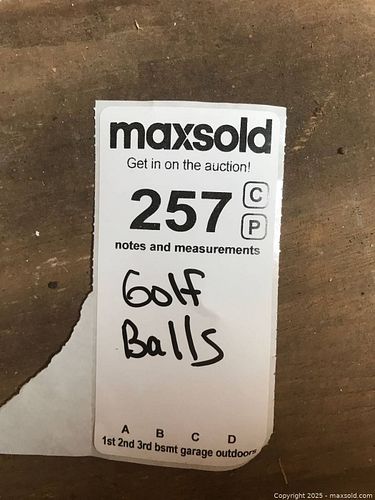 maxsold
Get in on the auction!
257 C
P
notes and measurements
Golf
Balls
A B C D
1st 2nd 3rd bsmt garage outdoors
Copyright 2025 - maxsold.com